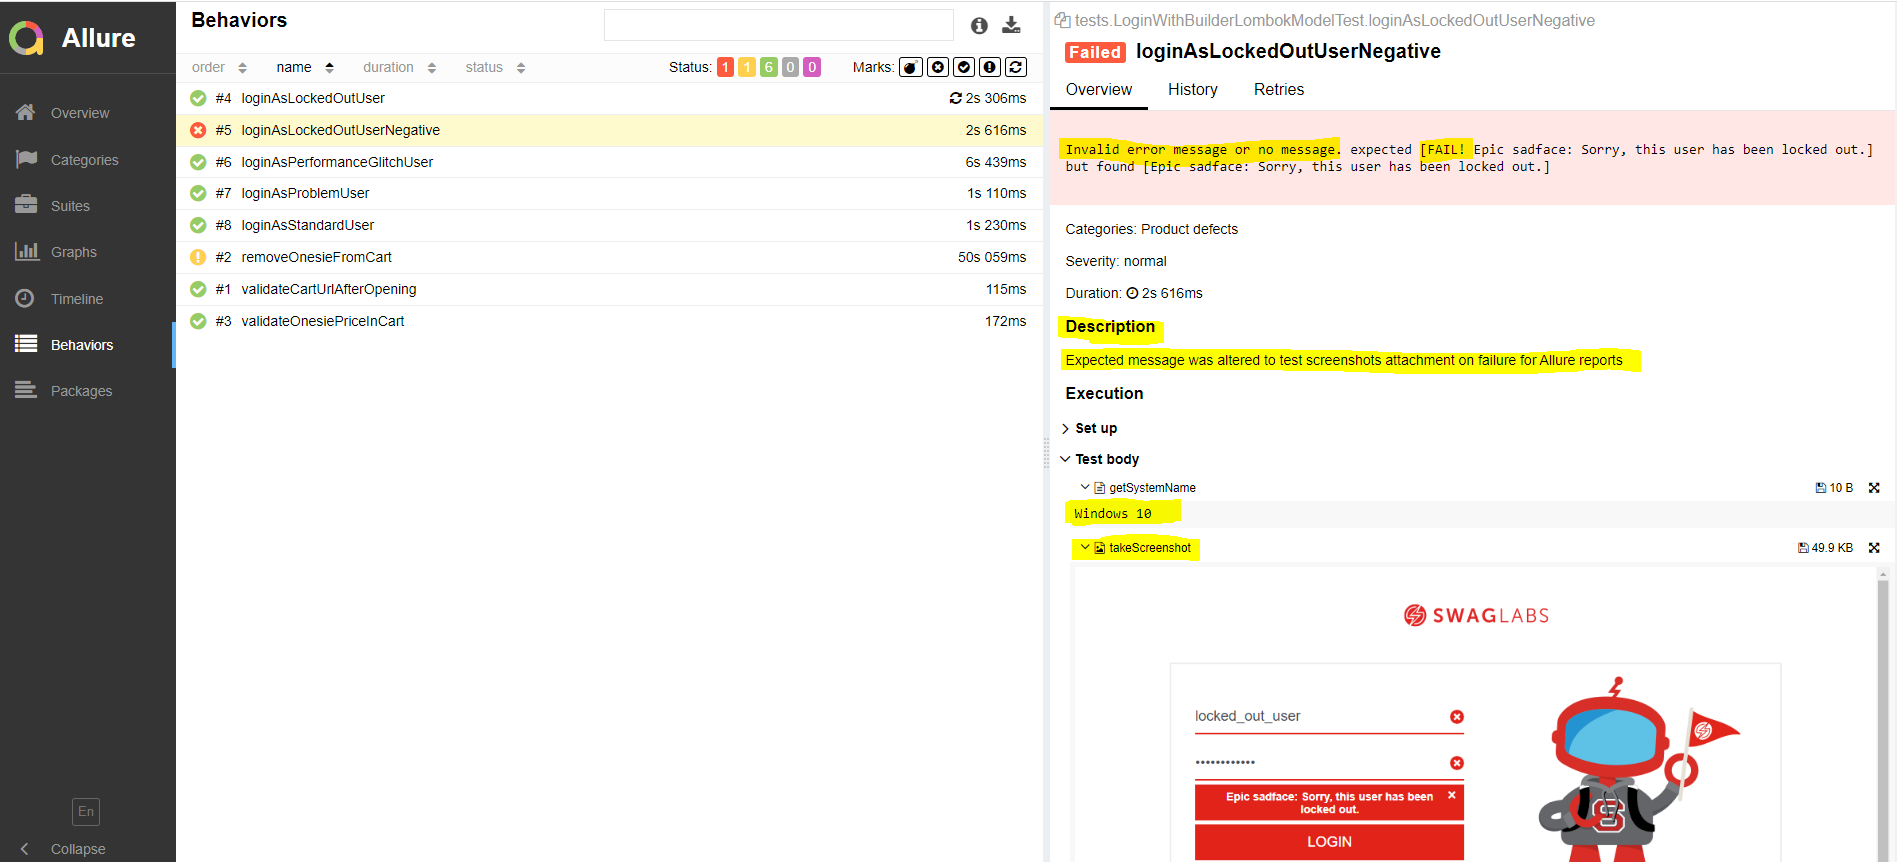 Allure
Overview
Categories
Suites
Graphs
Timeline
Behaviors
Packages
En
Collapse
Behaviors
order name duration status Status: 1 1 6 0 0 Marks:
#4 loginAsLockedOutUser 2s 306ms
#5 loginAsLockedOutUserNegative 2s 616ms
#6 loginAsPerformanceGlitchUser 6s 439ms
#7 loginAsProblemUser 1s 110ms
#8 loginAsStandardUser 1s 230ms
#2 removeOnesieFromCart 50s 059ms
#1 validateCartUrlAfterOpening 115ms
#3 validateOnesiePriceInCart 172ms
tests.LoginWithBuilderLombokModelTest.loginAsLockedOutUserNegative
Failed loginAsLockedOutUserNegative
Overview History Retries
Invalid error message or no message. expected [FAIL! Epic sadface: Sorry, this user has been locked out.]
but found [Epic sadface: Sorry, this user has been locked out.]
Categories: Product defects
Severity: normal
Duration: 2s 616ms
Description
Expected message was altered to test screenshots attachment on failure for Allure reports
Execution
Set up
Test body
getSystemName 10 B
Windows 10
takeScreenshot 49.9 KB
SWAGLABS
locked_out_user
••••••••••••
Epic sadface: Sorry, this user has been
locked out.
LOGIN